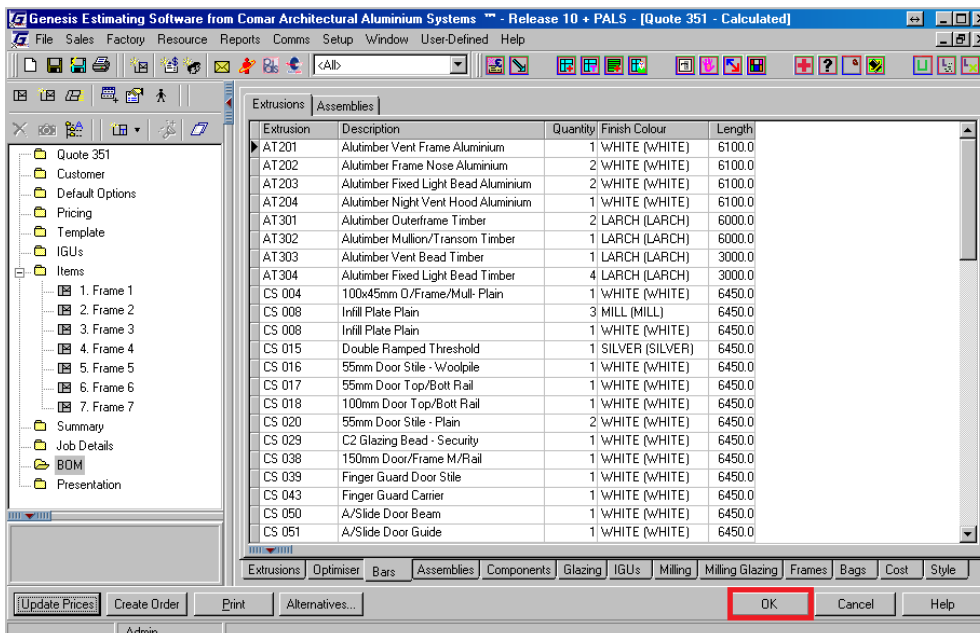 Genesis Estimating Software from Comar Architectural Aluminium Systems ™ - Release 10 + PALS - [Quote 351 - Calculated]
File Sales Factory Resource Reports Comms Setup Window User-Defined Help
<All>
Quote 351
Customer
Default Options
Pricing
Template
IGUs
Items
1. Frame 1
2. Frame 2
3. Frame 3
4. Frame 4
5. Frame 5
6. Frame 6
7. Frame 7
Summary
Job Details
BOM
Presentation
Extrusions Assemblies
Extrusion Description Quantity Finish Colour Length
AT201 Alutimber Vent Frame Aluminium 1 WHITE (WHITE) 6100.0
AT202 Alutimber Frame Nose Aluminium 2 WHITE (WHITE) 6100.0
AT203 Alutimber Fixed Light Bead Aluminium 2 WHITE (WHITE) 6100.0
AT204 Alutimber Night Vent Hood Aluminium 1 WHITE (WHITE) 6100.0
AT301 Alutimber Outerframe Timber 2 LARCH (LARCH) 6000.0
AT302 Alutimber Mullion/Transom Timber 1 LARCH (LARCH) 6000.0
AT303 Alutimber Vent Bead Timber 1 LARCH (LARCH) 3000.0
AT304 Alutimber Fixed Light Bead Timber 4 LARCH (LARCH) 3000.0
CS 004 100x45mm O/Frame/Mull- Plain 1 WHITE (WHITE) 6450.0
CS 008 Infill Plate Plain 3 MILL (MILL) 6450.0
CS 008 Infill Plate Plain 1 WHITE (WHITE) 6450.0
CS 015 Double Ramped Threshold 1 SILVER (SILVER) 6450.0
CS 016 55mm Door Stile - Woolpile 1 WHITE (WHITE) 6450.0
CS 017 55mm Door Top/Bott Rail 1 WHITE (WHITE) 6450.0
CS 018 100mm Door Top/Bott Rail 1 WHITE (WHITE) 6450.0
CS 020 55mm Door Stile - Plain 2 WHITE (WHITE) 6450.0
CS 029 C2 Glazing Bead - Security 1 WHITE (WHITE) 6450.0
CS 038 150mm Door/Frame M/Rail 1 WHITE (WHITE) 6450.0
CS 039 Finger Guard Door Stile 1 WHITE (WHITE) 6450.0
CS 043 Finger Guard Carrier 1 WHITE (WHITE) 6450.0
CS 050 A/Slide Door Beam 1 WHITE (WHITE) 6450.0
CS 051 A/Slide Door Guide 1 WHITE (WHITE) 6450.0
Extrusions Optimiser Bars Assemblies Components Glazing IGUs Milling Milling Glazing Frames Bags Cost Style
Update Prices Create Order Print Alternatives... OK Cancel Help
Admin